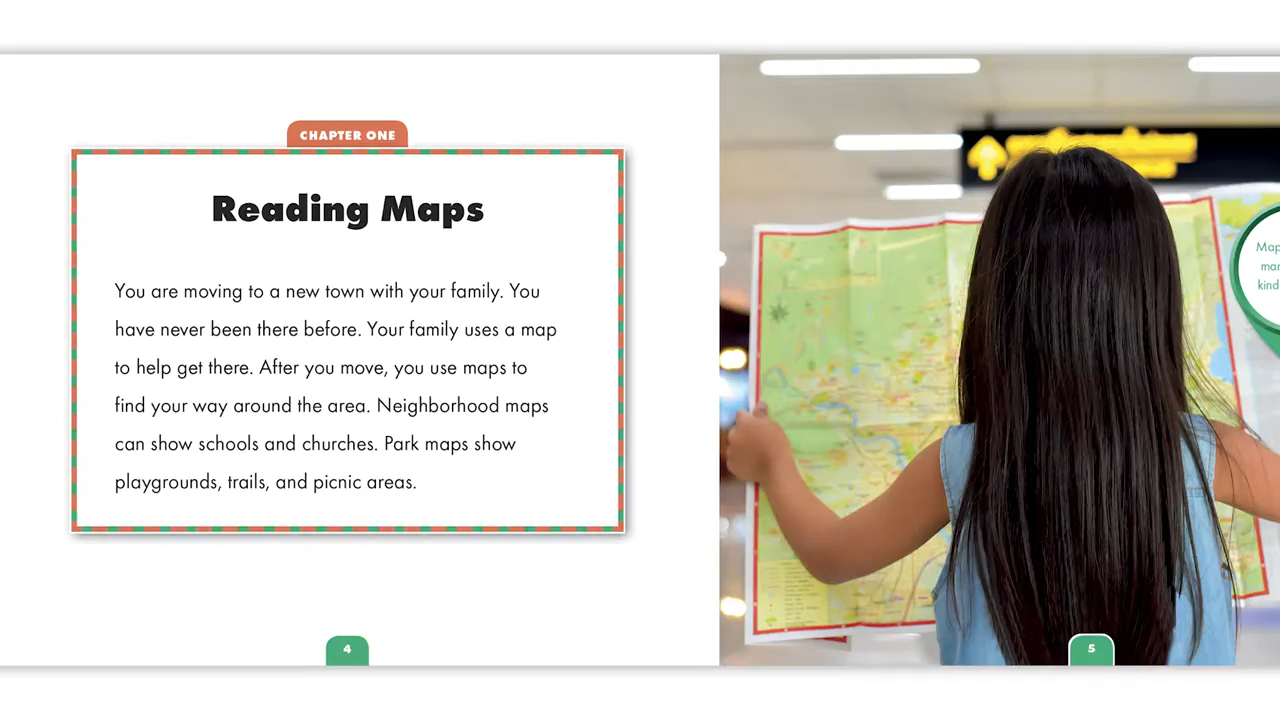 CHAPTER ONE
Reading Maps
You are moving to a new town with your family. You
have never been there before. Your family uses a map
to help get there. After you move, you use maps to
find your way around the area. Neighborhood maps
can show schools and churches. Park maps show
playgrounds, trails, and picnic areas.
4
5